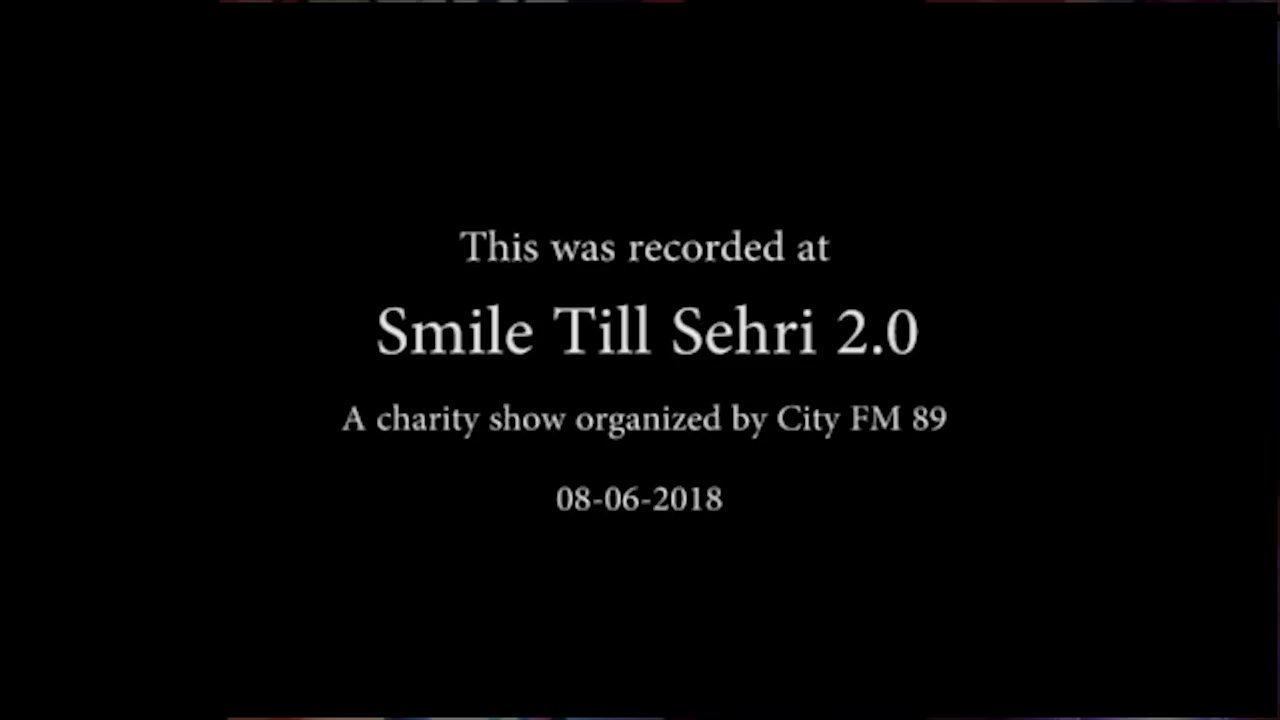 This was recorded at
Smile Till Sehri 2.0
A charity show organized by City FM 89
08-06-2018